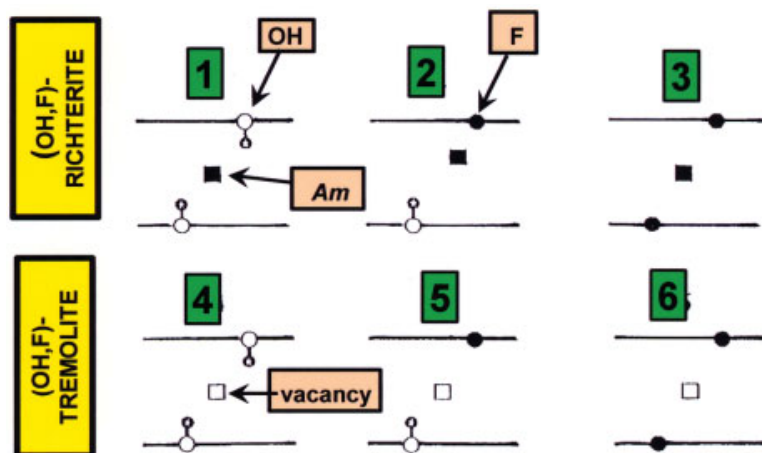 (OH,F)-
RICHTERITE
1
OH
2
F
3
Am
(OH,F)-
TREMOLITE
4
5
6
vacancy